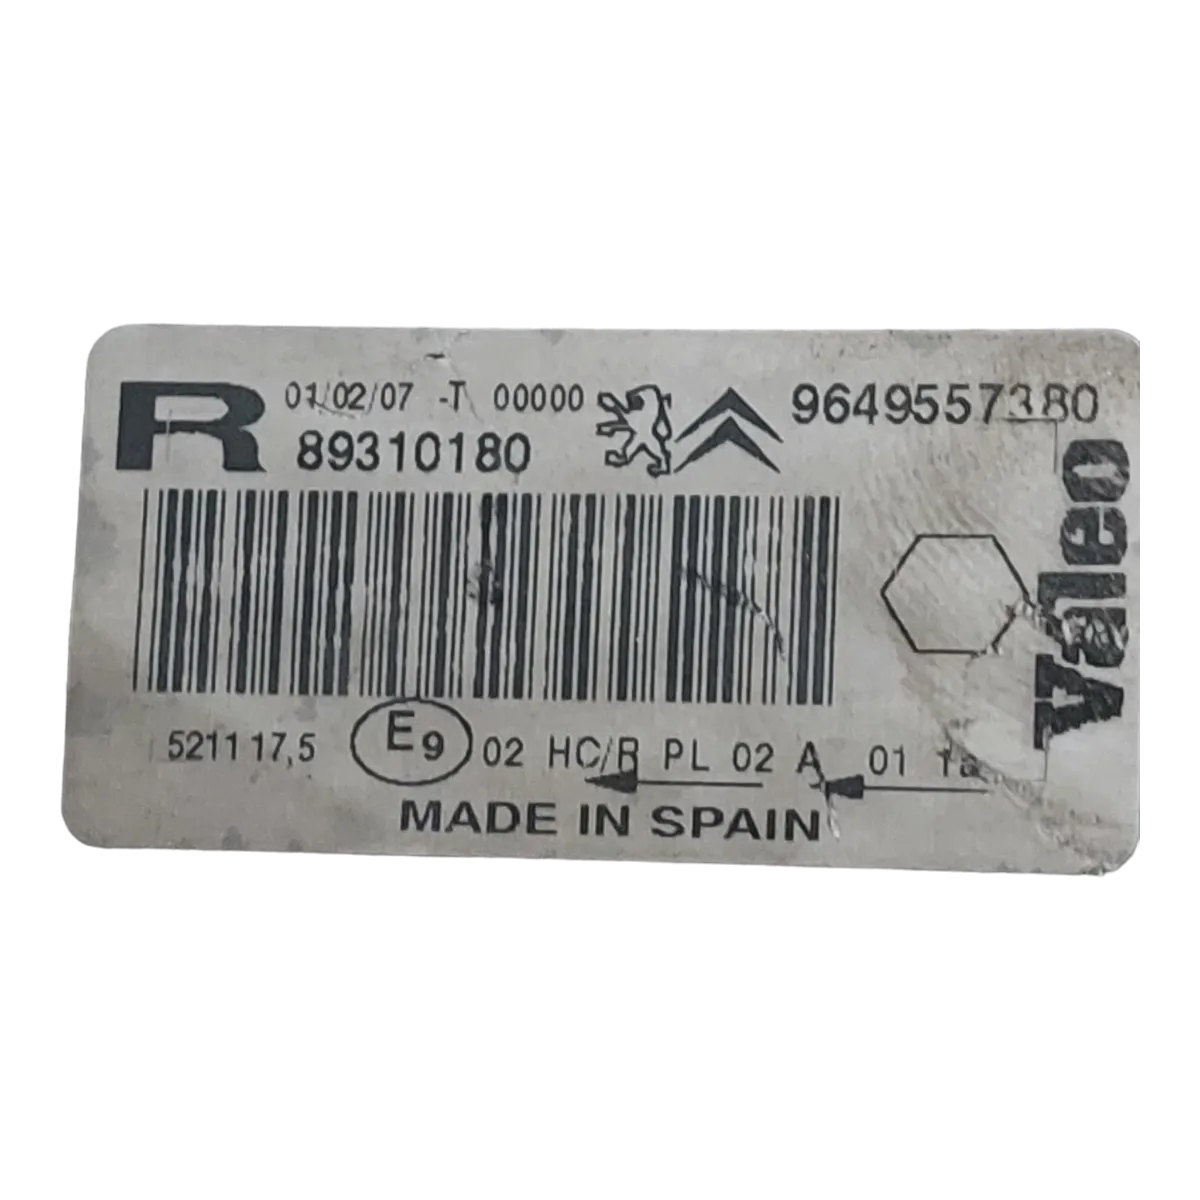 R
01/02/07 -T 00000
89310180
9649557380
Valeo
5211 17,5 E9 02 HC/R PL 02 A 01
MADE IN SPAIN